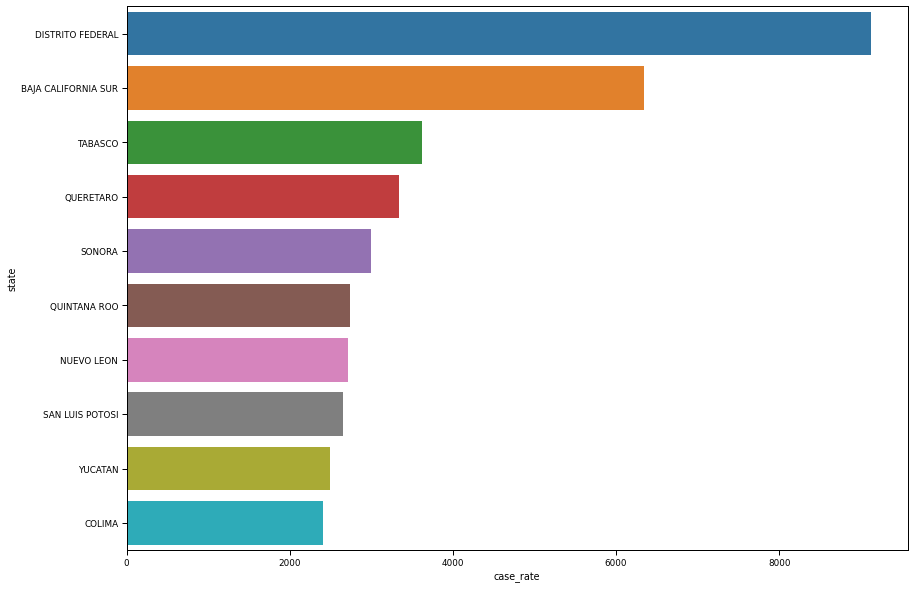 DISTRITO FEDERAL
BAJA CALIFORNIA SUR
TABASCO
QUERETARO
SONORA
QUINTANA ROO
NUEVO LEON
SAN LUIS POTOSI
YUCATAN
COLIMA
state
0 2000 4000 6000 8000
case_rate